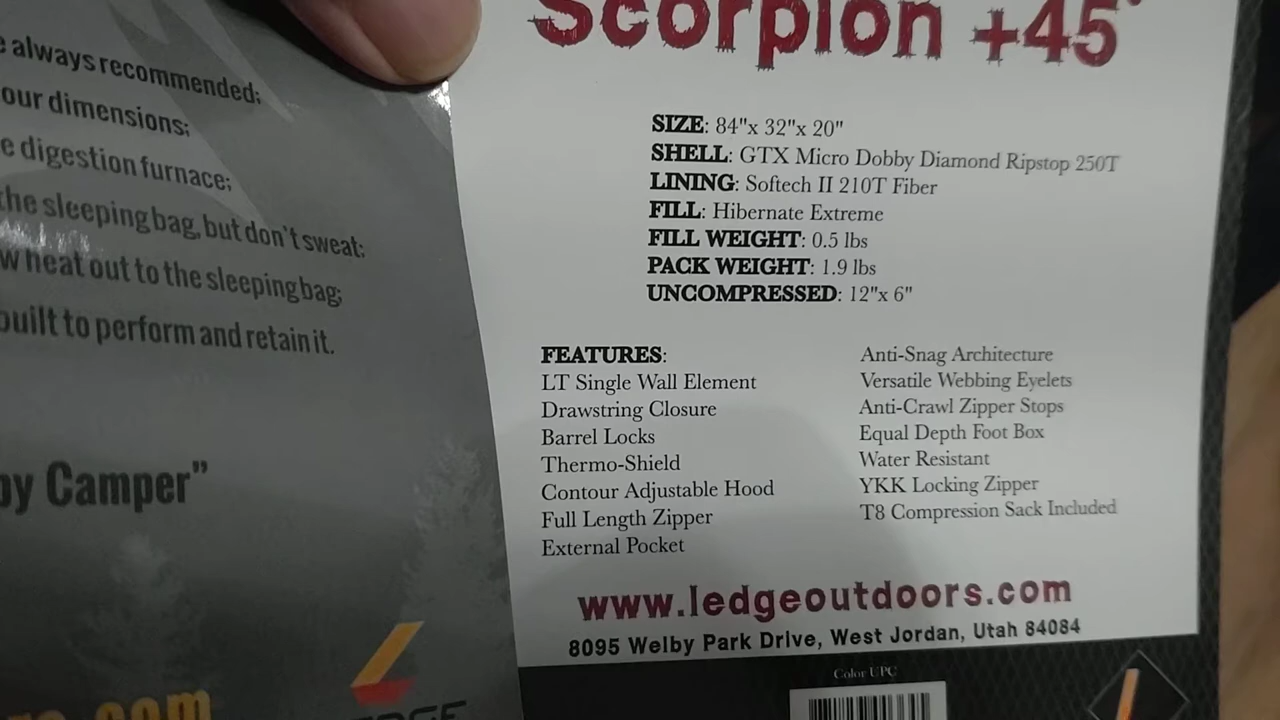 always recommended;
our dimensions;
digestion furnace;
the sleeping bag, but don't sweat:
heat out to the sleeping bag;
built to perform and retain it.
Camper"
.com
Scorpion +45°
SIZE: 84"x 32"x 20"
SHELL: GTX Micro Dobby Diamond Ripstop 250T
LINING: Softech II 210T Fiber
FILL: Hibernate Extreme
FILL WEIGHT: 0.5 lbs
PACK WEIGHT: 1.9 lbs
UNCOMPRESSED: 12"x 6"
FEATURES:
LT Single Wall Element
Drawstring Closure
Barrel Locks
Thermo-Shield
Contour Adjustable Hood
Full Length Zipper
External Pocket
Anti-Snag Architecture
Versatile Webbing Eyelets
Anti-Crawl Zipper Stops
Equal Depth Foot Box
Water Resistant
YKK Locking Zipper
T8 Compression Sack Included
www.ledgeoutdoors.com
8095 Welby Park Drive, West Jordan, Utah 84084
Color UPC